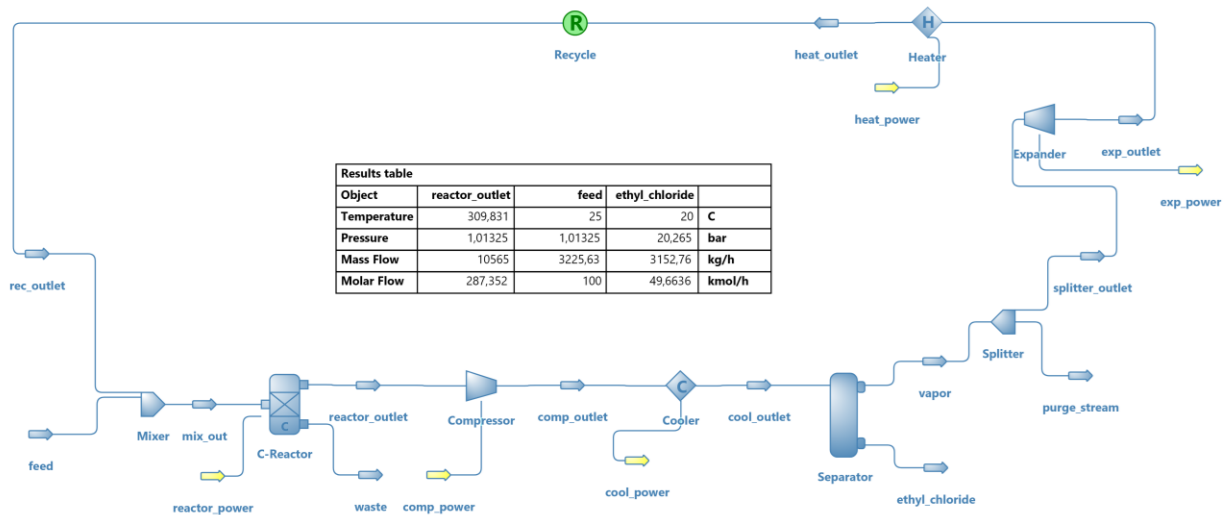 R
Recycle
heat_outlet
H
Heater
heat_power
Expander
exp_outlet
exp_power
Results table
Object reactor_outlet feed ethyl_chloride
Temperature 309,831 25 20 C
Pressure 1,01325 1,01325 20,265 bar
Mass Flow 10565 3225,63 3152,76 kg/h
Molar Flow 287,352 100 49,6636 kmol/h
rec_outlet
splitter_outlet
Splitter
purge_stream
vapor
feed
Mixer
mix_out
C
C-Reactor
reactor_power
reactor_outlet
waste
Compressor
comp_power
comp_outlet
C
Cooler
cool_power
cool_outlet
Separator
ethyl_chloride